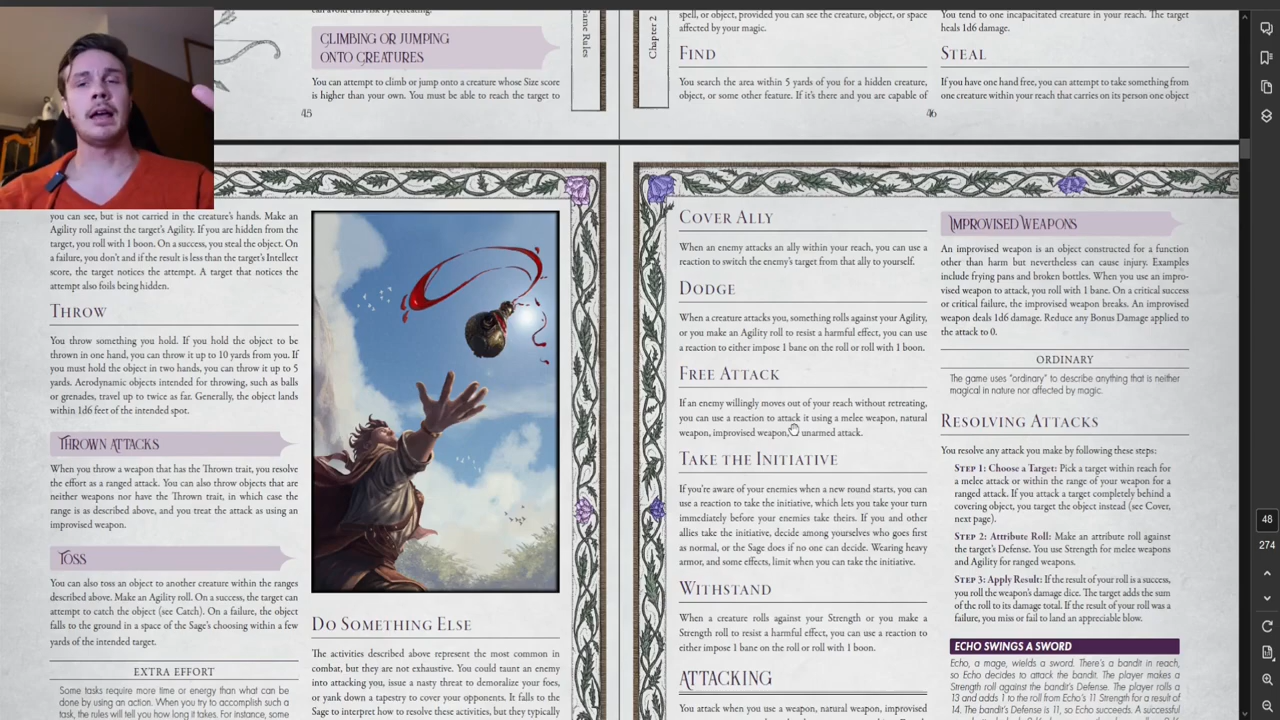 can avoid this risk by retreating.
CLIMBING OR JUMPING
ONTO CREATURES
You can attempt to climb or jump onto a creature whose Size score
is higher than your own. You must be able to reach the target to
45
Game Rules
you can see, but is not carried in the creature's hands. Make an
Agility roll against the target's Agility. If you are hidden from the
target, you roll with 1 boon. On a success, you steal the object. On
a failure, you don't and if the result is less than the target's Intellect
score, the target notices the attempt. A target that notices the
attempt also foils being hidden.
THROW
You throw something you hold. If you hold the object to be
thrown in one hand, you can throw it up to 10 yards from you. If
you must hold the object in two hands, you can throw it up to 5
yards. Aerodynamic objects intended for throwing, such as balls
or grenades, travel up to twice as far. Generally, the object lands
within 1d6 feet of the intended spot.
THROWN ATTACKS
When you throw a weapon that has the Thrown trait, you resolve
the effort as a ranged attack. You can also throw objects that are
neither weapons nor have the Thrown trait, in which case the
range is as described above, and you treat the attack as using an
improvised weapon.
TOSS
You can also toss an object to another creature within the ranges
described above. Make an Agility roll. On a success, the target can
attempt to catch the object (see Catch). On a failure, the object
falls to the ground in a space of the Sage's choosing within a few
yards of the intended target.
EXTRA EFFORT
Some tasks require more time or energy than what can be
done by using an action. When you try to accomplish such a
task, the rules will tell you how long it takes. For instance, some
DO SOMETHING ELSE
The activities described above represent the most common in
combat, but they are not exhaustive. You could taunt an enemy
into attacking you, issue a nasty threat to demoralize your foes,
or yank down a tapestry to cover your opponents. It falls to the
Sage to interpret how to resolve these activities, but they typically
Chapter 2
spell, or object, provided you can see the creature, object, or space
affected by your magic.
FIND
You search the area within 5 yards of you for a hidden creature,
object, or some other feature. If it's there and you are capable of
You tend to one incapacitated creature in your reach. The target
heals 1d6 damage.
STEAL
If you have one hand free, you can attempt to take something from
one creature within your reach that carries on its person one object
46
COVER ALLY
When an enemy attacks an ally within your reach, you can use a
reaction to switch the enemy's target from that ally to yourself.
DODGE
When a creature attacks you, something rolls against your Agility,
or you make an Agility roll to resist a harmful effect, you can use
a reaction to either impose 1 bane on the roll or roll with 1 boon.
FREE ATTACK
If an enemy willingly moves out of your reach without retreating,
you can use a reaction to attack it using a melee weapon, natural
weapon, improvised weapon, unarmed attack.
TAKE THE INITIATIVE
If you're aware of your enemies when a new round starts, you can
use a reaction to take the initiative, which lets you take your turn
immediately before your enemies take theirs. If you and other
allies take the initiative, decide among yourselves who goes first
as normal, or the Sage does if no one can decide. Wearing heavy
armor, and some effects, limit when you can take the initiative.
WITHSTAND
When a creature rolls against your Strength or you make a
Strength roll to resist a harmful effect, you can use a reaction to
either impose 1 bane on the roll or roll with 1 boon.
ATTACKING
You attack when you use a weapon, natural weapon, improvised
IMPROVISED WEAPONS
An improvised weapon is an object constructed for a function
other than harm but nevertheless can cause injury. Examples
include frying pans and broken bottles. When you use an impro-
vised weapon to attack, you roll with 1 bane. On a critical success
or critical failure, the improvised weapon breaks. An improvised
weapon deals 1d6 damage. Reduce any Bonus Damage applied to
the attack to 0.
ORDINARY
The game uses "ordinary" to describe anything that is neither
magical in nature nor affected by magic.
RESOLVING ATTACKS
You resolve any attack you make by following these steps:
STEP 1: Choose a Target: Pick a target within reach for
a melee attack or within the range of your weapon for a
ranged attack. If you attack a target completely behind a
covering object, you target the object instead (see Cover,
next page).
STEP 2: Attribute Roll: Make an attribute roll against
the target's Defense. You use Strength for melee weapons
and Agility for ranged weapons.
STEP 3: Apply Result: If the result of your roll is a success,
you roll the weapon's damage dice. The target adds the sum
of the roll to its damage total. If the result of your roll was a
failure, you miss or fail to land an appreciable blow.
ECHO SWINGS A SWORD
Echo, a mage, wields a sword. There's a bandit in reach,
so Echo decides to attack the bandit. The player makes a
Strength roll against the bandit's Defense. The player rolls a
13 and adds 1 to the roll from Echo's 11 Strength for a result of
14. The bandit's Defense is 11, so Echo succeeds. A successful
48
274